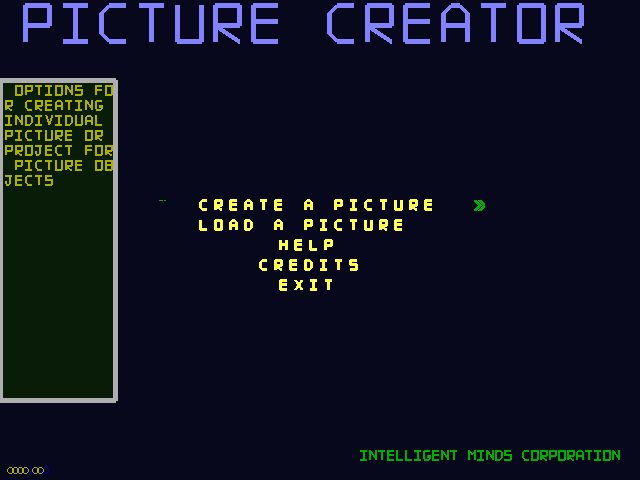 PICTURE CREATOR
OPTIONS FO
R CREATING
INDIVIDUAL
PICTURE OR
PROJECT FOR
PICTURE OB
JECTS
CREATE A PICTURE »
LOAD A PICTURE
HELP
CREDITS
EXIT
INTELLIGENT MINDS CORPORATION